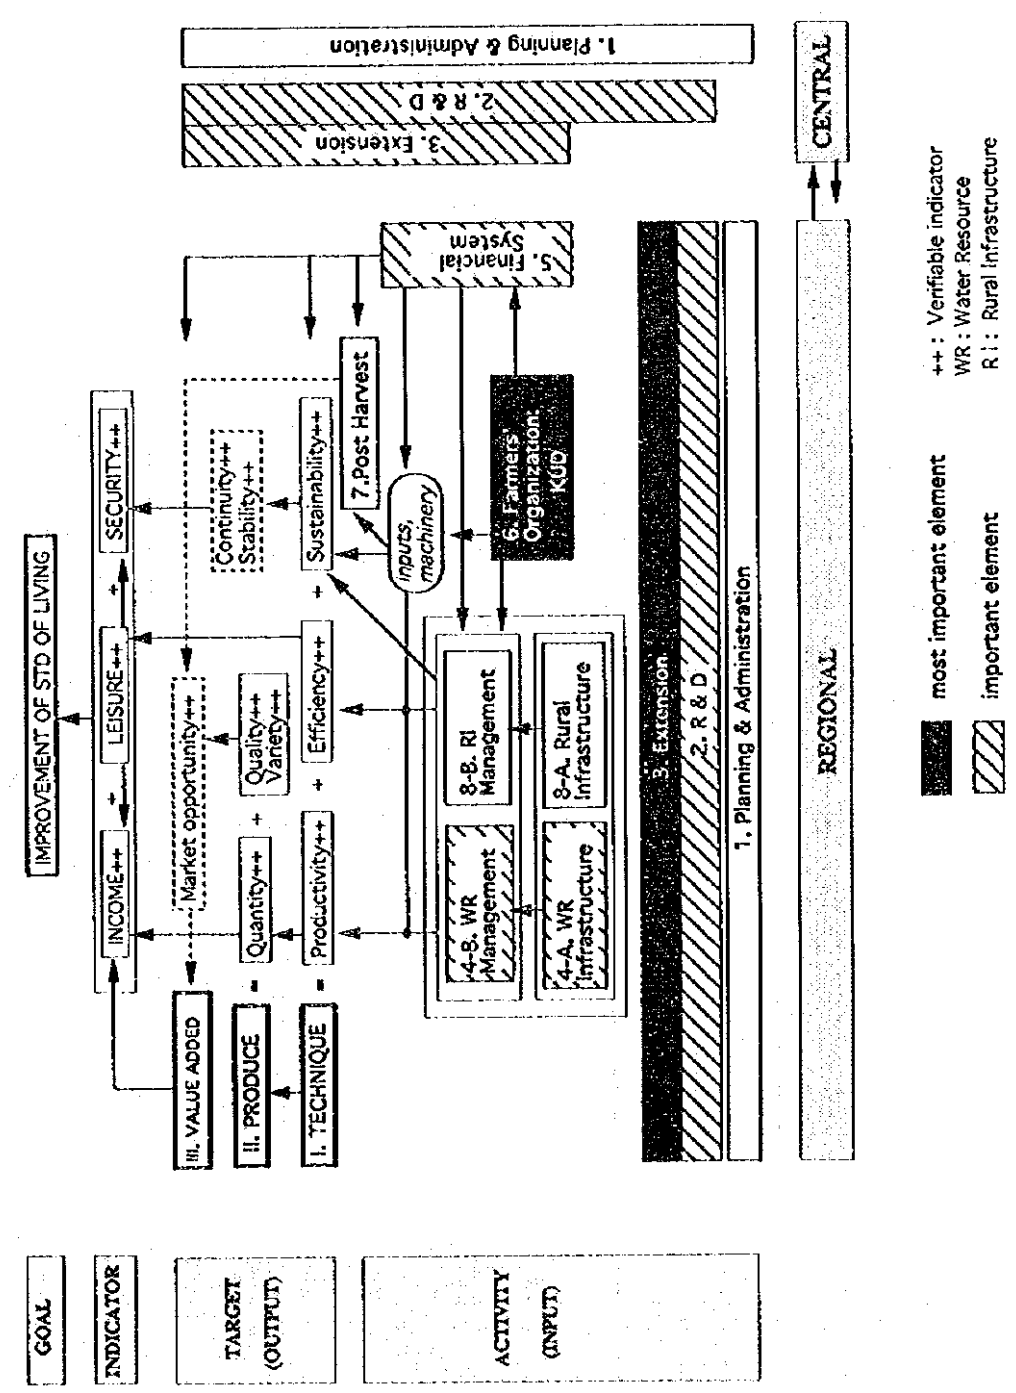 GOAL
IMPROVEMENT OF STD OF LIVING
INDICATOR
INCOME++
+
LEISURE++
+
SECURITY++
TARGET
(OUTPUT)
III. VALUE ADDED
Market opportunity++
Continuity++
Stability++
II. PRODUCE
=
Quantity++
+
Quality++
Variety++
I. TECHNIQUE
=
Productivity++
+
Efficiency++
+
Sustainability++
7.Post Harvest
ACTIVITY
(INPUT)
inputs,
machinery
5. Financial
System
4-B. WR
Management
8-B. RI
Management
6. Farmers'
Organization:
KUD
4-A. WR
Infrastructure
8-A. Rural
Infrastructure
3. Extension
2. R & D
1. Planning & Administration
1. Planning & Administration
2. R & D
3. Extension
REGIONAL
CENTRAL
most important element
important element
++ : Verifiable indicator
WR : Water Resource
R I : Rural Infrastructure